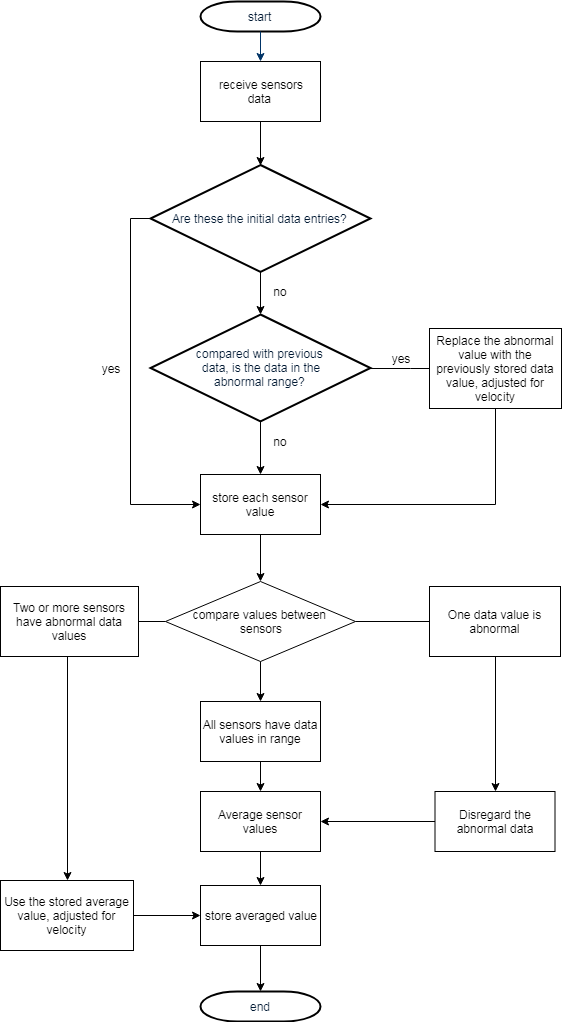 start
receive sensors
data
Are these the initial data entries?
no
compared with previous
data, is the data in the
abnormal range?
yes
Replace the abnormal
value with the
previously stored data
value, adjusted for
velocity
yes
no
store each sensor
value
compare values between
sensors
Two or more sensors
have abnormal data
values
One data value is
abnormal
All sensors have data
values in range
Average sensor
values
Disregard the
abnormal data
Use the stored average
value, adjusted for
velocity
store averaged value
end